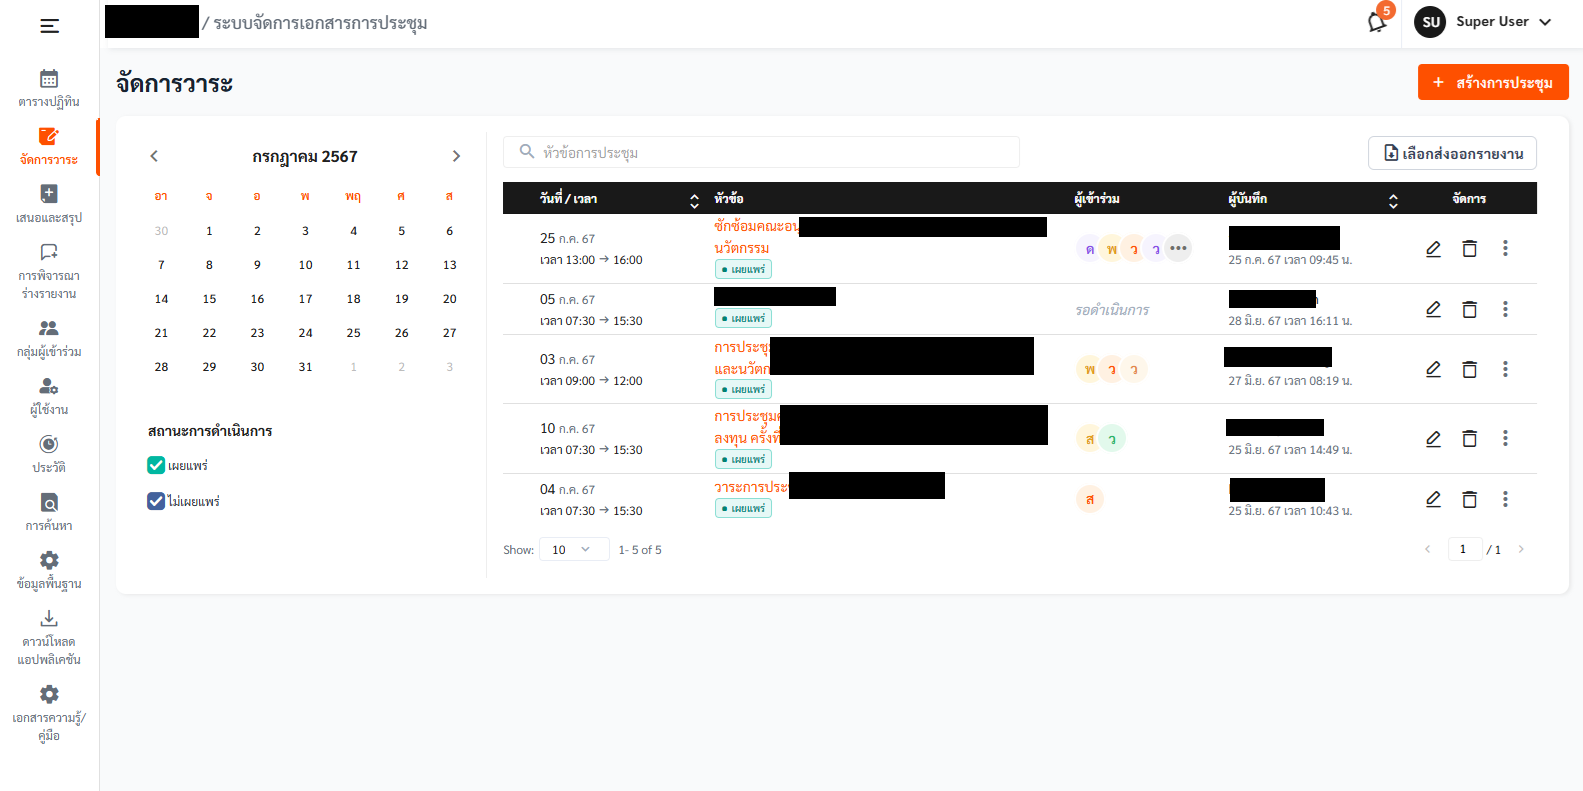 / ระบบจัดการเอกสารการประชุม
5
SU
Super User
ตารางปฏิทิน
จัดการวาระ
เสนอและสรุป
การพิจารณา
ร่างรายงาน
กลุ่มผู้เข้าร่วม
ผู้ใช้งาน
ประวัติ
การค้นหา
ข้อมูลพื้นฐาน
ดาวน์โหลด
แอปพลิเคชัน
เอกสารความรู้/
คู่มือ
จัดการวาระ
+ สร้างการประชุม
กรกฎาคม 2567
อา จ อ พ พฤ ศ ส
30 1 2 3 4 5 6
7 8 9 10 11 12 13
14 15 16 17 18 19 20
21 22 23 24 25 26 27
28 29 30 31 1 2 3
สถานะการดำเนินการ
เผยแพร่
ไม่เผยแพร่
หัวข้อการประชุม
เลือกส่งออกรายงาน
วันที่ / เวลา หัวข้อ ผู้เข้าร่วม ผู้บันทึก จัดการ
25 ก.ค. 67
เวลา 13:00 → 16:00
ซักซ้อมคณะอน
นวัตกรรม
เผยแพร่
ด พ ว ว •••
25 ก.ค. 67 เวลา 09:45 น.
05 ก.ค. 67
เวลา 07:30 → 15:30
เผยแพร่
รอดำเนินการ
28 มิ.ย. 67 เวลา 16:11 น.
03 ก.ค. 67
เวลา 09:00 → 12:00
การประชุ
และนวัตก
เผยแพร่
พ ว ว
27 มิ.ย. 67 เวลา 08:19 น.
10 ก.ค. 67
เวลา 07:30 → 15:30
การประชุม
ลงทุน ครั้งที่
เผยแพร่
ส ว
25 มิ.ย. 67 เวลา 14:49 น.
04 ก.ค. 67
เวลา 07:30 → 15:30
วาระการประ
เผยแพร่
ส
25 มิ.ย. 67 เวลา 10:43 น.
Show: 10 1- 5 of 5
1 / 1